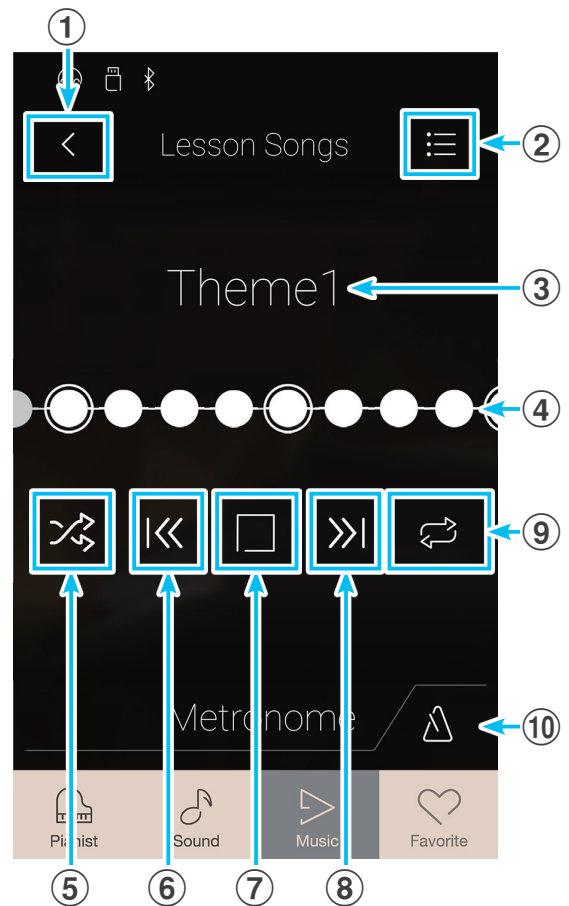 ①
Lesson Songs
②
Theme1
③
④
⑨
Metronome
⑩
Pianist Sound Music Favorite
⑤ ⑥ ⑦ ⑧